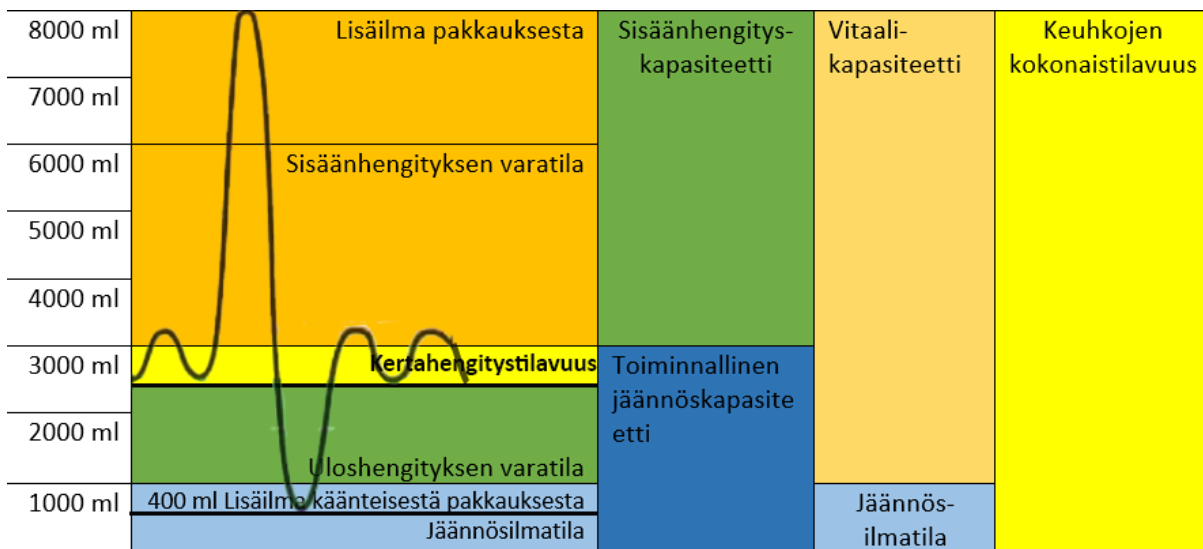 8000 ml
7000 ml
6000 ml
5000 ml
4000 ml
3000 ml
2000 ml
1000 ml
Lisäilma pakkauksesta
Sisäänhengityksen varatila
Kertahengitystilavuus
Uloshengityksen varatila
400 ml Lisäilma käänteisestä pakkauksesta
Jäännösilmatila
Sisäänhengitys-
kapasiteetti
Toiminnallinen
jäännöskapasite
etti
Vitaali-
kapasiteetti
Jäännös-
ilmatila
Keuhkojen
kokonaistilavuus